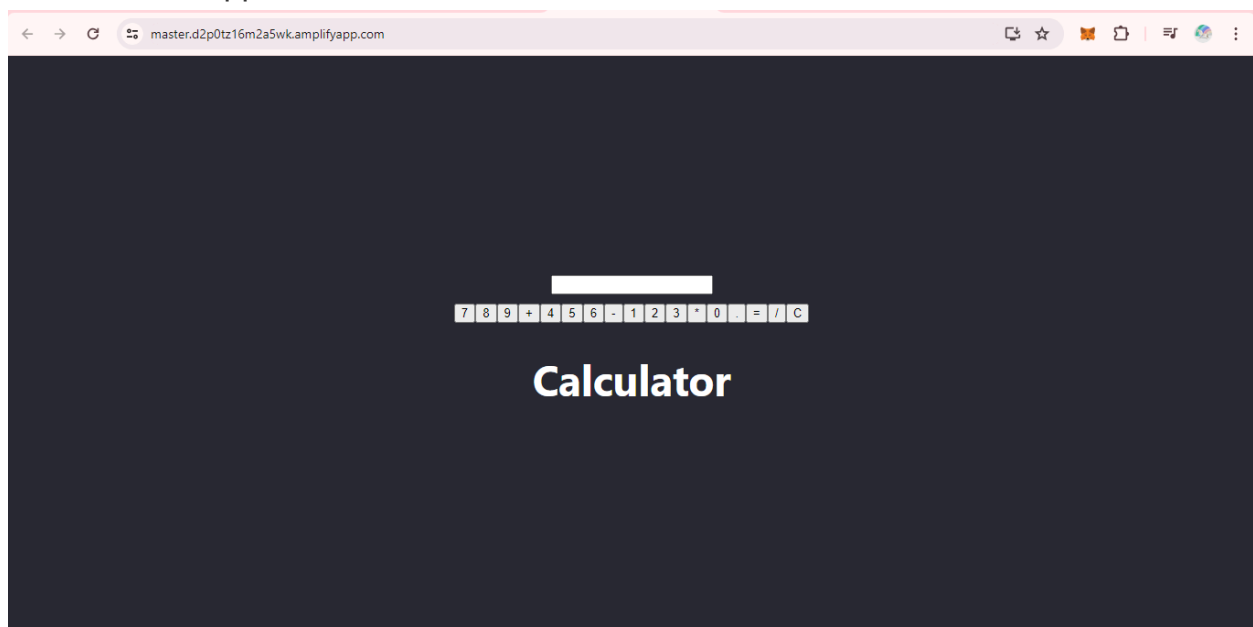 master.d2p0tz16m2a5wk.amplifyapp.com
7 8 9 + 4 5 6 - 1 2 3 * 0 . = / C
Calculator